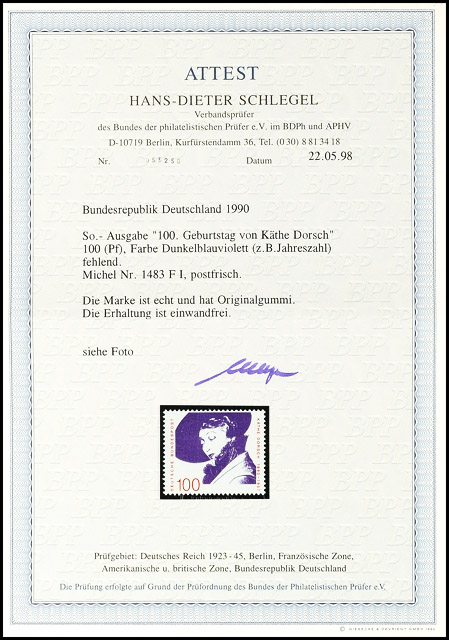 ATTEST
HANS-DIETER SCHLEGEL
Verbandsprüfer
des Bundes der philatelistischen Prüfer e.V. im BDPh und APHV
D-10719 Berlin, Kurfürstendamm 36, Tel. (030) 8 81 34 18
Nr. Datum 22.05.98
Bundesrepublik Deutschland 1990
So.- Ausgabe "100. Geburtstag von Käthe Dorsch"
100 (Pf), Farbe Dunkelblauviolett (z.B.Jahreszahl)
fehlend.
Michel Nr. 1483 F I, postfrisch.
Die Marke ist echt und hat Originalgummi.
Die Erhaltung ist einwandfrei.
siehe Foto
DEUTSCHE BUNDESPOST
KÄTHE DORSCH
100
Prüfgebiet: Deutsches Reich 1923 - 45, Berlin, Französische Zone,
Amerikanische u. britische Zone, Bundesrepublik Deutschland
Die Prüfung erfolgte auf Grund der Prüfordnung des Bundes der Philatelistischen Prüfer e.V.